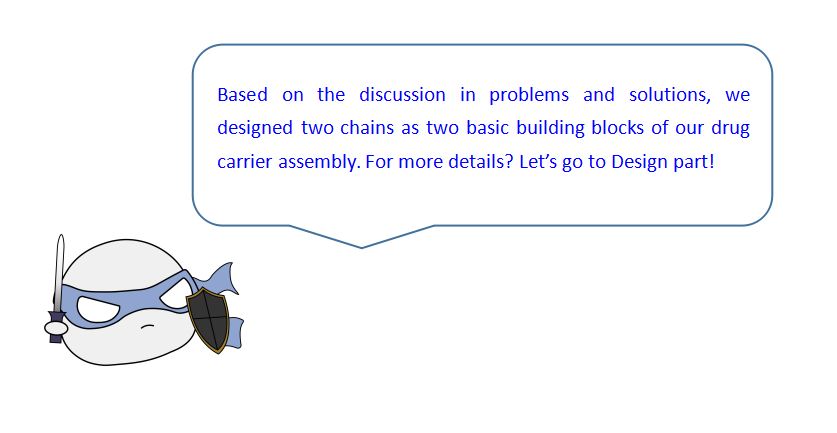 Based on the discussion in problems and solutions, we
designed two chains as two basic building blocks of our drug
carrier assembly. For more details? Let’s go to Design part!